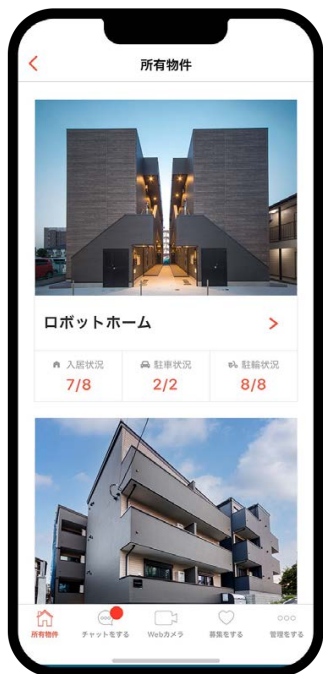 所有物件
ロボットホーム
入居状況
駐車状況
駐輪状況
7/8
2/2
8/8
所有物件
チャットをする
Webカメラ
募集をする
管理をする